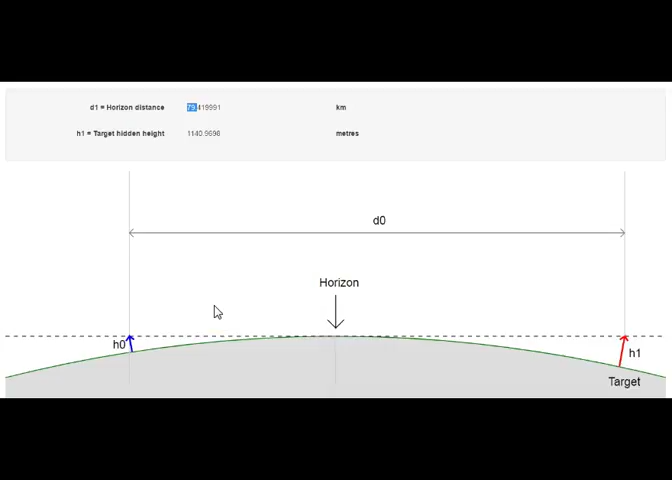 d1 = Horizon distance 79.419991 km
h1 = Target hidden height 1140.9698 metres
d0
Horizon
h0
h1
Target